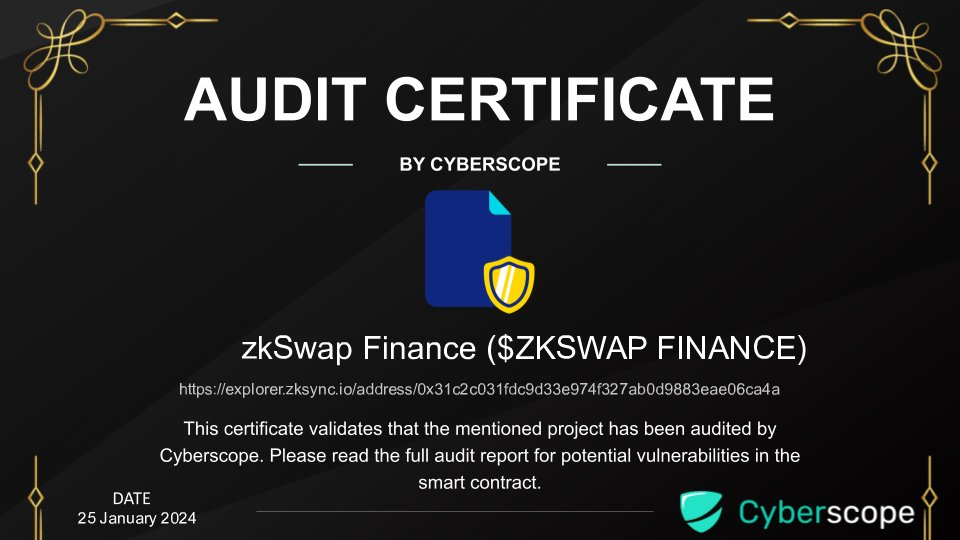 AUDIT CERTIFICATE
BY CYBERSCOPE
zkSwap Finance ($ZKSWAP FINANCE)
https://explorer.zksync.io/address/0x31c2c031fdc9d33e974f327ab0d9883eae06ca4a
This certificate validates that the mentioned project has been audited by
Cyberscope. Please read the full audit report for potential vulnerabilities in the
smart contract.
DATE
25 January 2024
Cyberscope